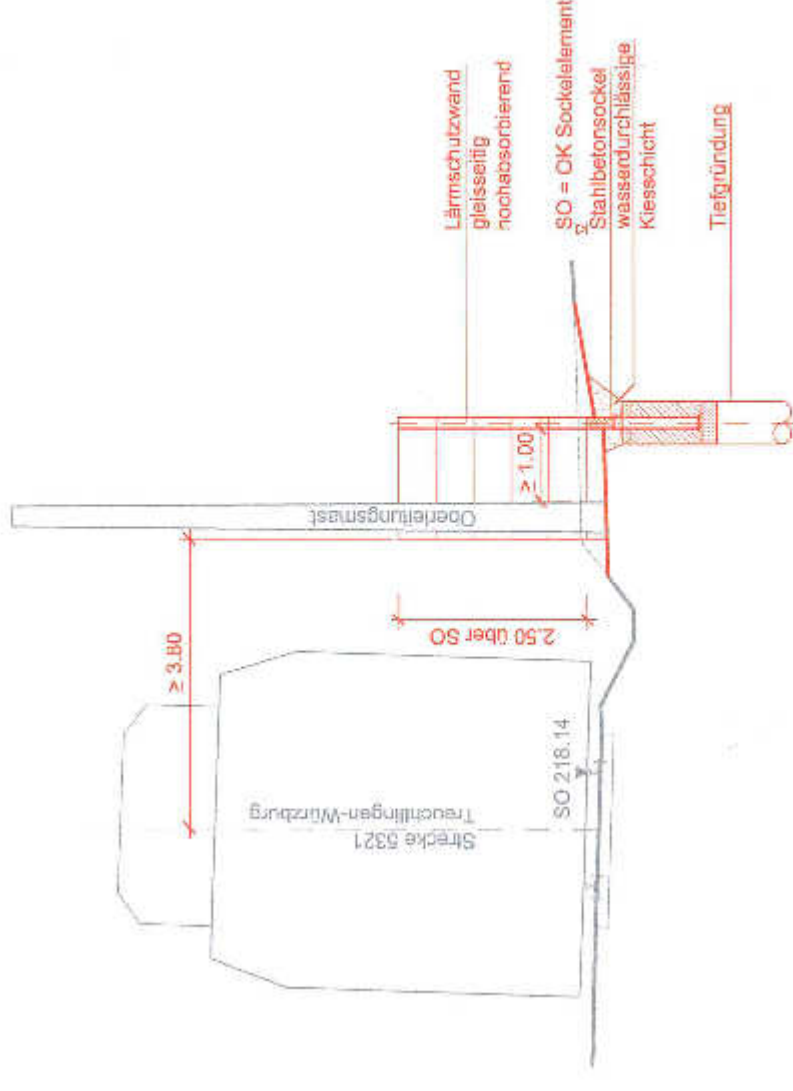 Lärmschutzwand
gleisseitig
hochabsorbierend
SO = OK Sockelelement
Stahlbetonsockel
wasserdurchlässige
Kiesschicht
Tiefgründung
≥ 1.00
Oberleitungsmast
≥ 3.80
2.50 über SO
SO 218.14
Strecke 5321
Treuchtlingen-Würzburg